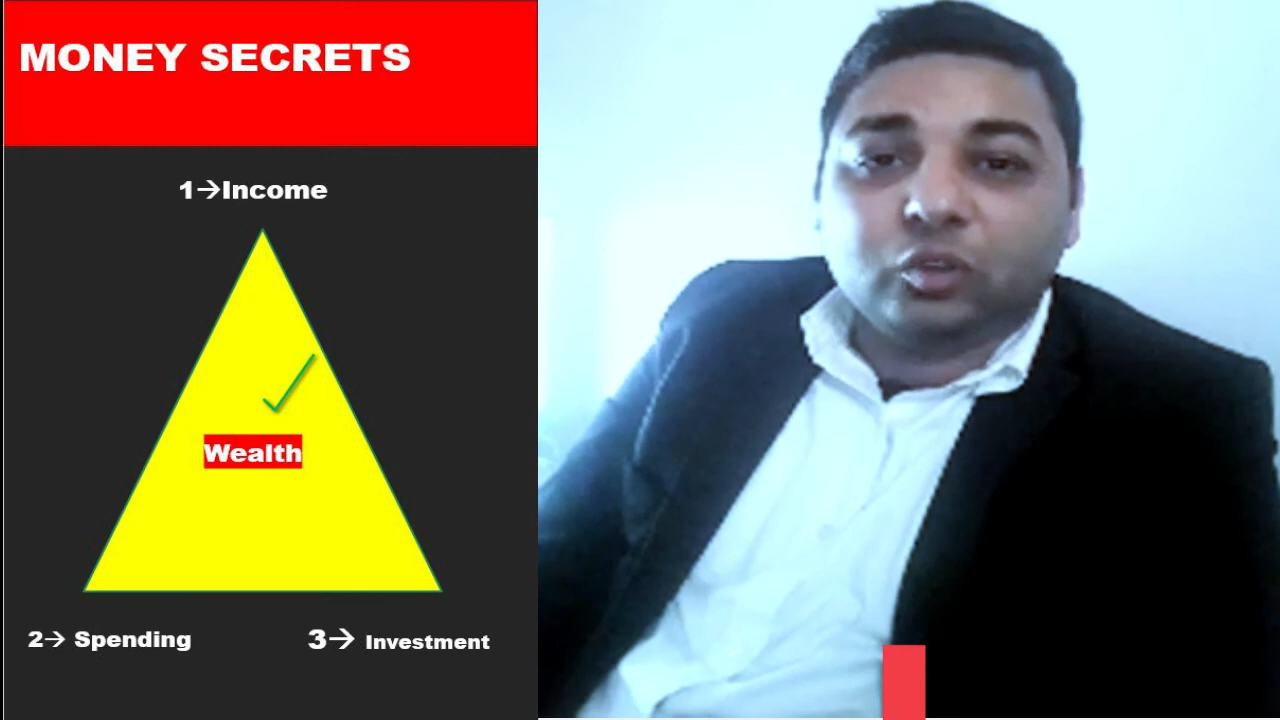 MONEY SECRETS
1→Income
Wealth
2→ Spending
3→ Investment